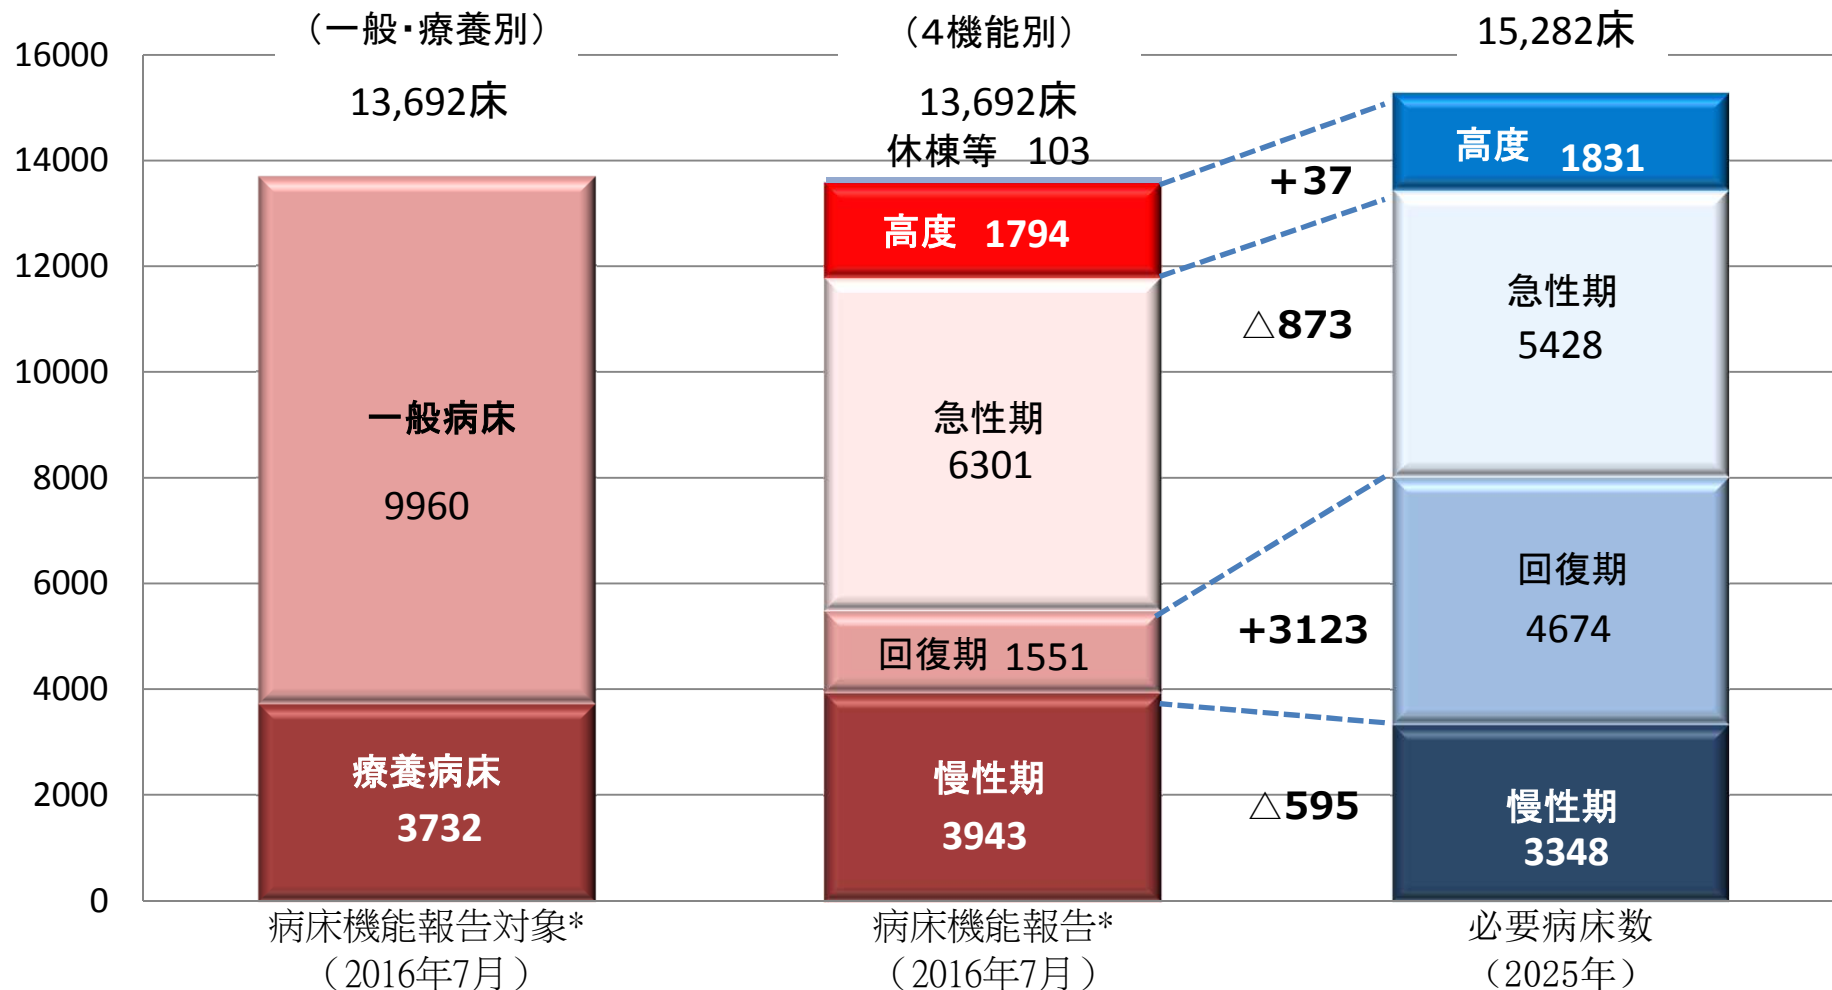 （一般・療養別）
（4機能別）
15,282床
13,692床
13,692床
休棟等 103
16000
14000
12000
10000
8000
6000
4000
2000
0
一般病床
9960
療養病床
3732
高度 1794
急性期
6301
回復期 1551
慢性期
3943
+37
△873
+3123
△595
高度 1831
急性期
5428
回復期
4674
慢性期
3348
病床機能報告対象*
（2016年7月）
病床機能報告*
（2016年7月）
必要病床数
（2025年）